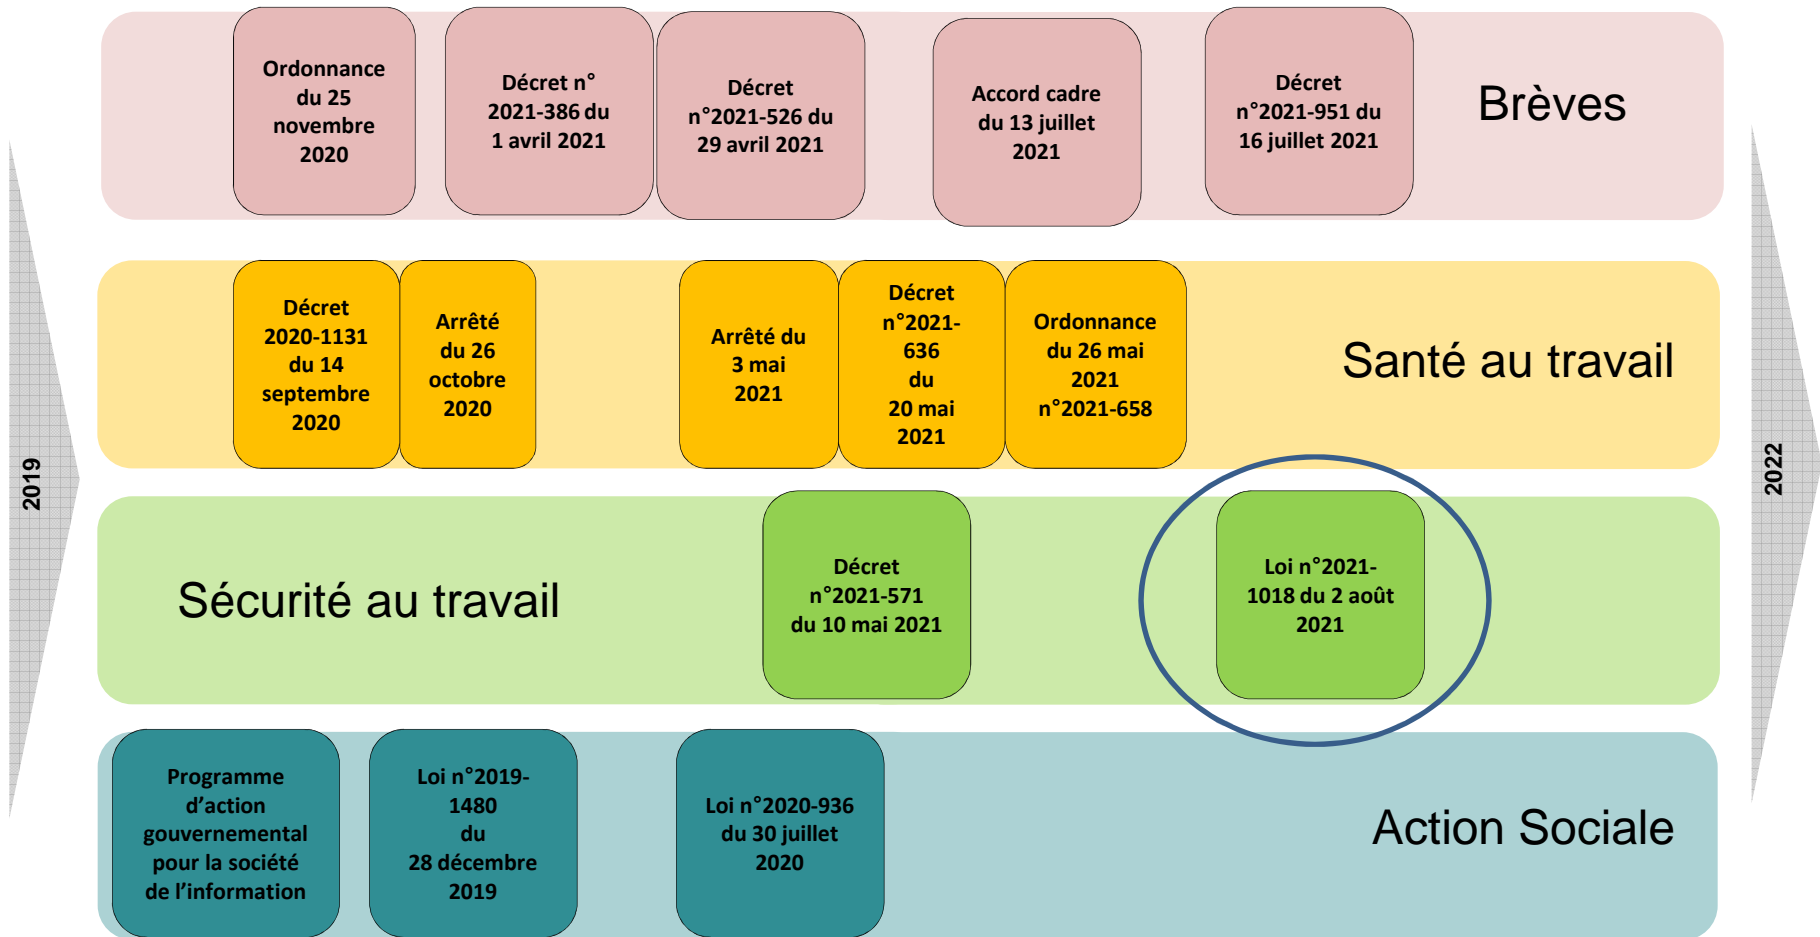 Ordonnance
du 25
novembre
2020
Décret n°
2021-386 du
1 avril 2021
Décret
n°2021-526 du
29 avril 2021
Accord cadre
du 13 juillet
2021
Décret
n°2021-951 du
16 juillet 2021
Brèves
Décret
2020-1131
du 14
septembre
2020
Arrêté
du 26
octobre
2020
Arrêté du
3 mai
2021
Décret
n°2021-
636
du
20 mai
2021
Ordonnance
du 26 mai
2021
n°2021-658
Santé au travail
2019
2022
Sécurité au travail
Décret
n°2021-571
du 10 mai 2021
Loi n°2021-
1018 du 2 août
2021
Programme
d’action
gouvernemental
pour la société
de l’information
Loi n°2019-
1480
du
28 décembre
2019
Loi n°2020-936
du 30 juillet
2020
Action Sociale